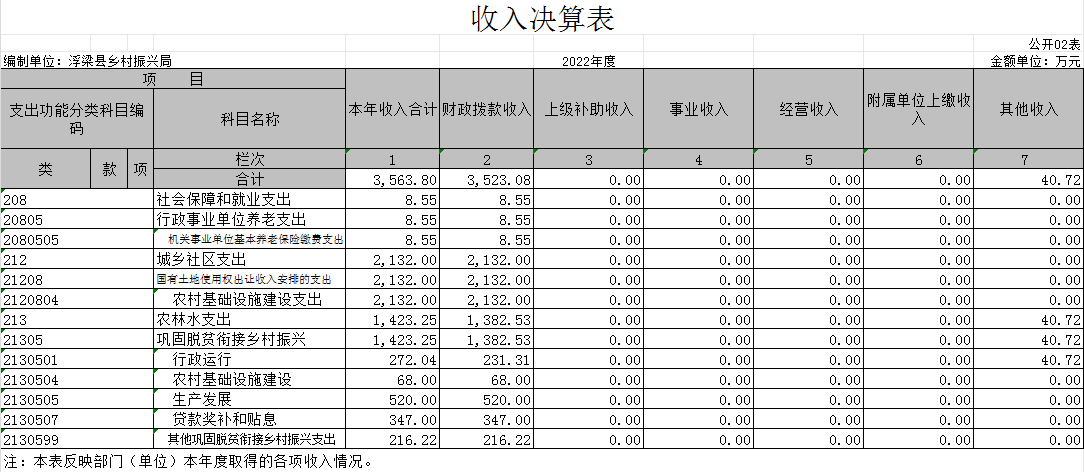 收入决算表
公开02表
编制单位：浮梁县乡村振兴局 2022年度 金额单位：万元
项 目 本年收入合计 财政拨款收入 上级补助收入 事业收入 经营收入 附属单位上缴收入 其他收入
支出功能分类科目编码 科目名称
类 款 项 栏次 1 2 3 4 5 6 7
合计 3,563.80 3,523.08 0.00 0.00 0.00 0.00 40.72
208 社会保障和就业支出 8.55 8.55 0.00 0.00 0.00 0.00 0.00
20805 行政事业单位养老支出 8.55 8.55 0.00 0.00 0.00 0.00 0.00
2080505 机关事业单位基本养老保险缴费支出 8.55 8.55 0.00 0.00 0.00 0.00 0.00
212 城乡社区支出 2,132.00 2,132.00 0.00 0.00 0.00 0.00 0.00
21208 国有土地使用权出让收入安排的支出 2,132.00 2,132.00 0.00 0.00 0.00 0.00 0.00
2120804 农村基础设施建设支出 2,132.00 2,132.00 0.00 0.00 0.00 0.00 0.00
213 农林水支出 1,423.25 1,382.53 0.00 0.00 0.00 0.00 40.72
21305 巩固脱贫衔接乡村振兴 1,423.25 1,382.53 0.00 0.00 0.00 0.00 40.72
2130501 行政运行 272.04 231.31 0.00 0.00 0.00 0.00 40.72
2130504 农村基础设施建设 68.00 68.00 0.00 0.00 0.00 0.00 0.00
2130505 生产发展 520.00 520.00 0.00 0.00 0.00 0.00 0.00
2130507 贷款奖补和贴息 347.00 347.00 0.00 0.00 0.00 0.00 0.00
2130599 其他巩固脱贫衔接乡村振兴支出 216.22 216.22 0.00 0.00 0.00 0.00 0.00
注：本表反映部门（单位）本年度取得的各项收入情况。